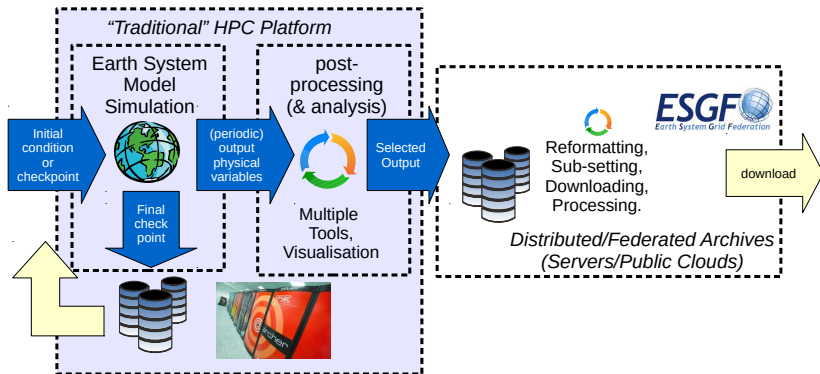 “Traditional” HPC Platform
Earth System
Model
Simulation
post-
processing
(& analysis)
Initial
condition
or
checkpoint
(periodic)
output
physical
variables
Selected
Output
Final
check
point
Multiple
Tools,
Visualisation
ESGF
Earth System Grid Federation
Reformatting,
Sub-setting,
Downloading,
Processing.
download
Distributed/Federated Archives
(Servers/Public Clouds)
archer